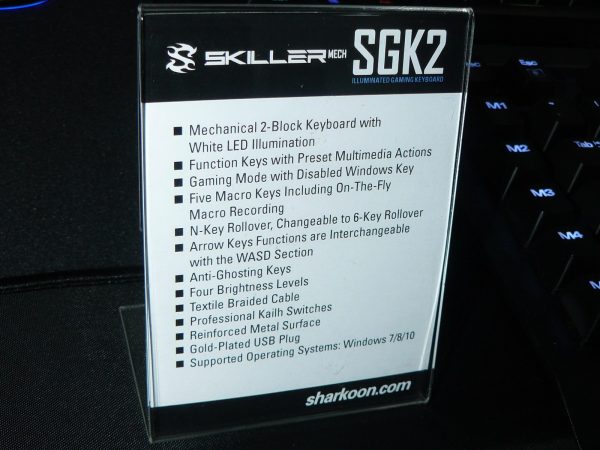 SKILLER MECH SGK2
ILLUMINATED GAMING KEYBOARD
■ Mechanical 2-Block Keyboard with
White LED Illumination
■ Function Keys with Preset Multimedia Actions
■ Gaming Mode with Disabled Windows Key
■ Five Macro Keys Including On-The-Fly
Macro Recording
■ N-Key Rollover, Changeable to 6-Key Rollover
■ Arrow Keys Functions are Interchangeable
with the WASD Section
■ Anti-Ghosting Keys
■ Four Brightness Levels
■ Textile Braided Cable
■ Professional Kailh Switches
■ Reinforced Metal Surface
■ Gold-Plated USB Plug
■ Supported Operating Systems: Windows 7/8/10
sharkoon.com
Esc
M1
M2
Tab
M3
M4